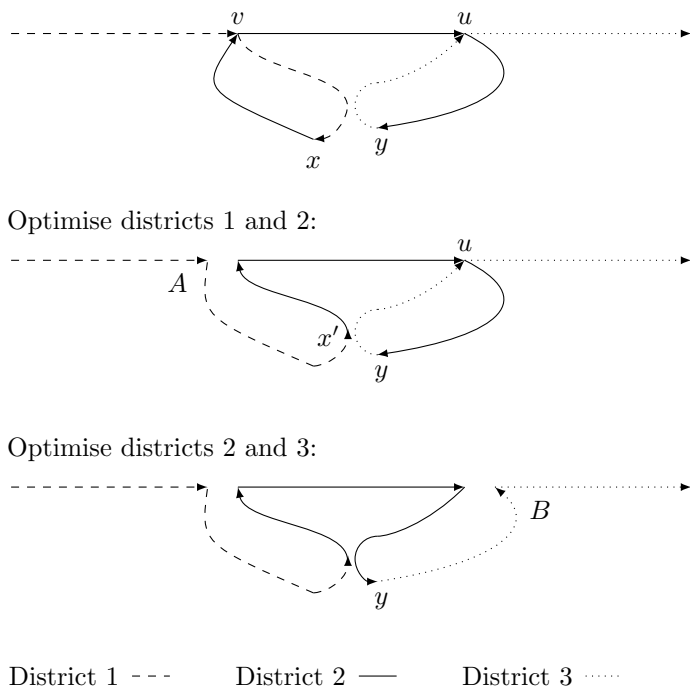 v u
x y
Optimise districts 1 and 2:
u
A
x′
y
Optimise districts 2 and 3:
B
y
District 1 District 2 District 3